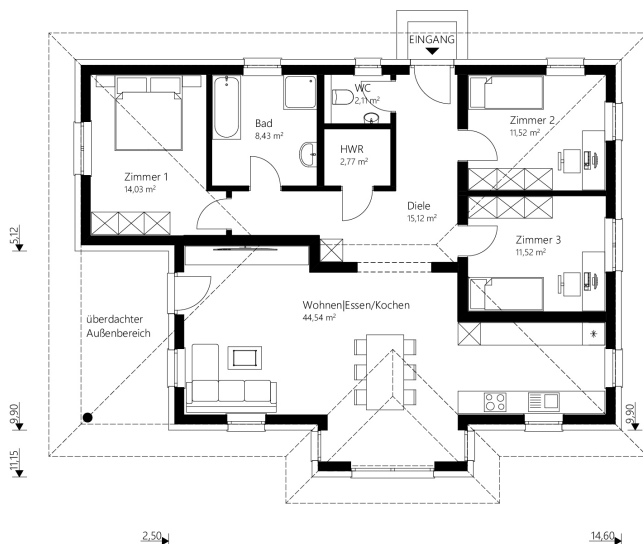 EINGANG
WC
2,11 m²
Bad
8,43 m²
Zimmer 2
11,52 m²
HWR
2,77 m²
Zimmer 1
14,03 m²
Diele
15,12 m²
5,12
Zimmer 3
11,52 m²
Wohnen|Essen/Kochen
44,54 m²
überdachter
Außenbereich
9,90
9,90
11,15
2,50
14,60